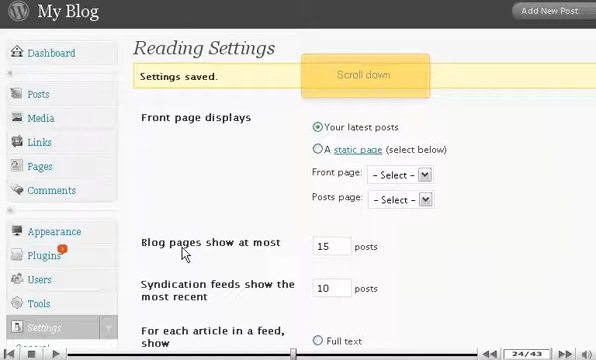 My Blog
Add New Post
Dashboard
Reading Settings
Settings saved.
Scroll down
Posts
Media
Links
Pages
Comments
Front page displays
Your latest posts
A static page (select below)
Front page: - Select -
Posts page: - Select -
Appearance
Plugins
Users
Tools
Settings
Blog pages show at most
15 posts
Syndication feeds show the
most recent
10 posts
For each article in a feed,
show
Full text
24/43